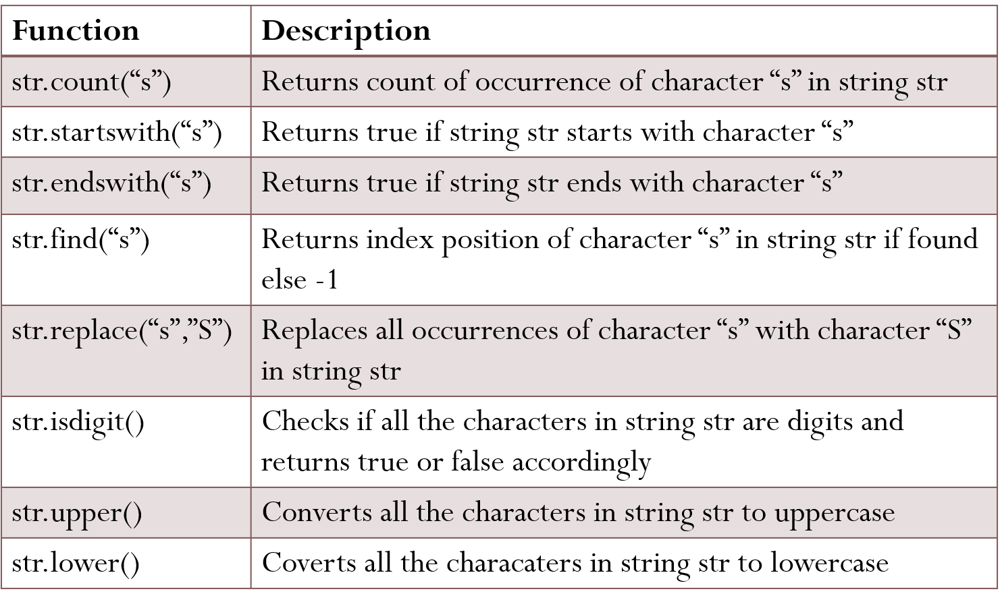 Function Description
str.count(“s”) Returns count of occurrence of character “s” in string str
str.startswith(“s”) Returns true if string str starts with character “s”
str.endswith(“s”) Returns true if string str ends with character “s”
str.find(“s”) Returns index position of character “s” in string str if found
else -1
str.replace(“s”,”S”) Replaces all occurrences of character “s” with character “S”
in string str
str.isdigit() Checks if all the characters in string str are digits and
returns true or false accordingly
str.upper() Converts all the characters in string str to uppercase
str.lower() Coverts all the characaters in string str to lowercase